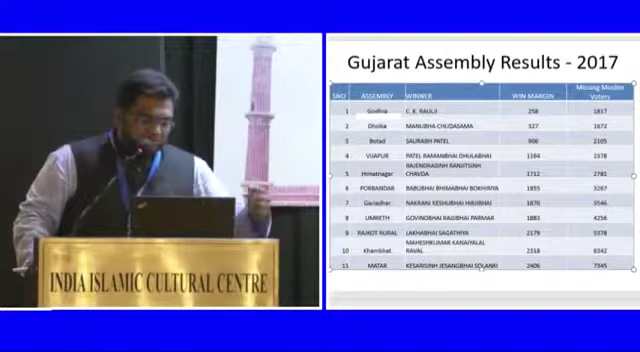 INDIA ISLAMIC CULTURAL CENTRE
Gujarat Assembly Results - 2017
SNO ASSEMBLY WINNER WIN MARGIN Missing Muslim Voters
1 Godhra C. K. RAULJI 258 1817
2 Dholka MANUBHA CHUDASAMA 327 1672
3 Botad SAURABH PATEL 906 2105
4 VIJAPUR PATEL RAMANBHAI DHULABHAI 1164 2378
5 Himatnagar RAJENDRASINH RANJITSINH CHAVDA 1712 2781
6 PORBANDAR BABUBHAI BHIMABHAI BOKHIRIYA 1855 3267
7 Gariadhar NAKRANI KESHUBHAI HIRJIBHAI 1876 3546
8 UMRETH GOVINDBHAI RAIJIBHAI PARMAR 1883 4256
9 RAJKOT RURAL LAKHABHAI SAGATHIYA 2179 5378
10 Khambhat MAHESHKUMAR KANAIYALAL RAVAL 2318 6342
11 MATAR KESARISINH JESANGBHAI SOLANKI 2406 7345